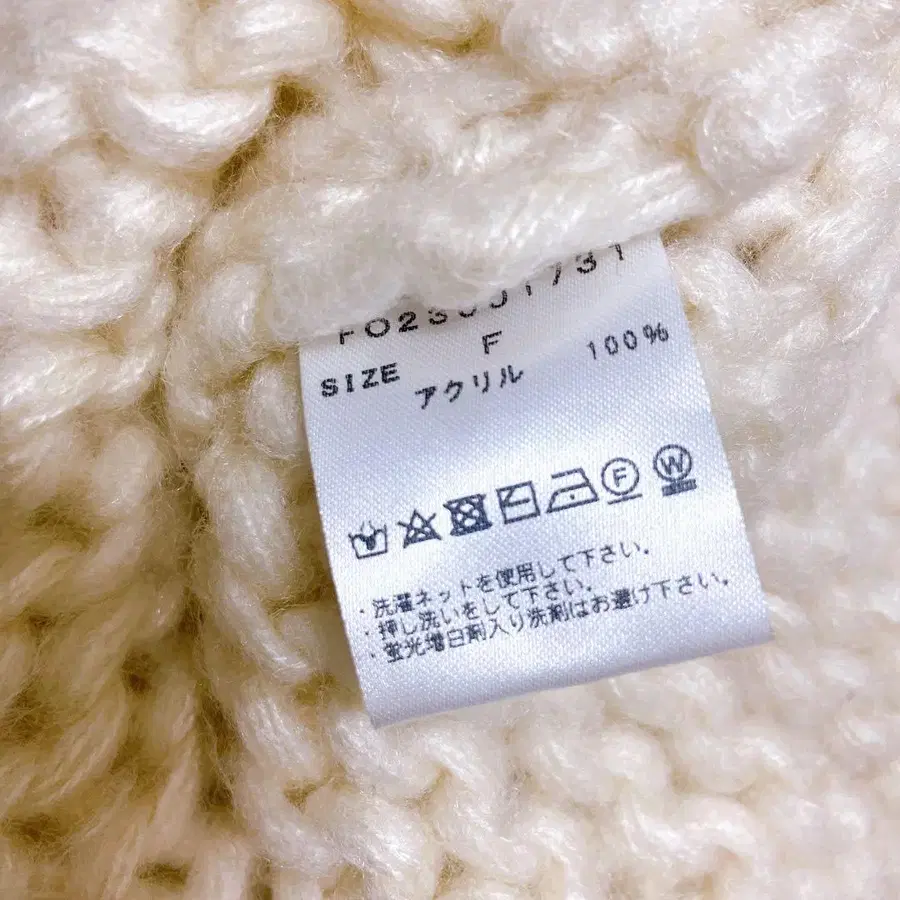 SIZE F
アクリル 100%
F
W
・洗濯ネットを使用して下さい。
・押し洗いをして下さい。
・蛍光増白剤入り洗剤はお避け下さい。